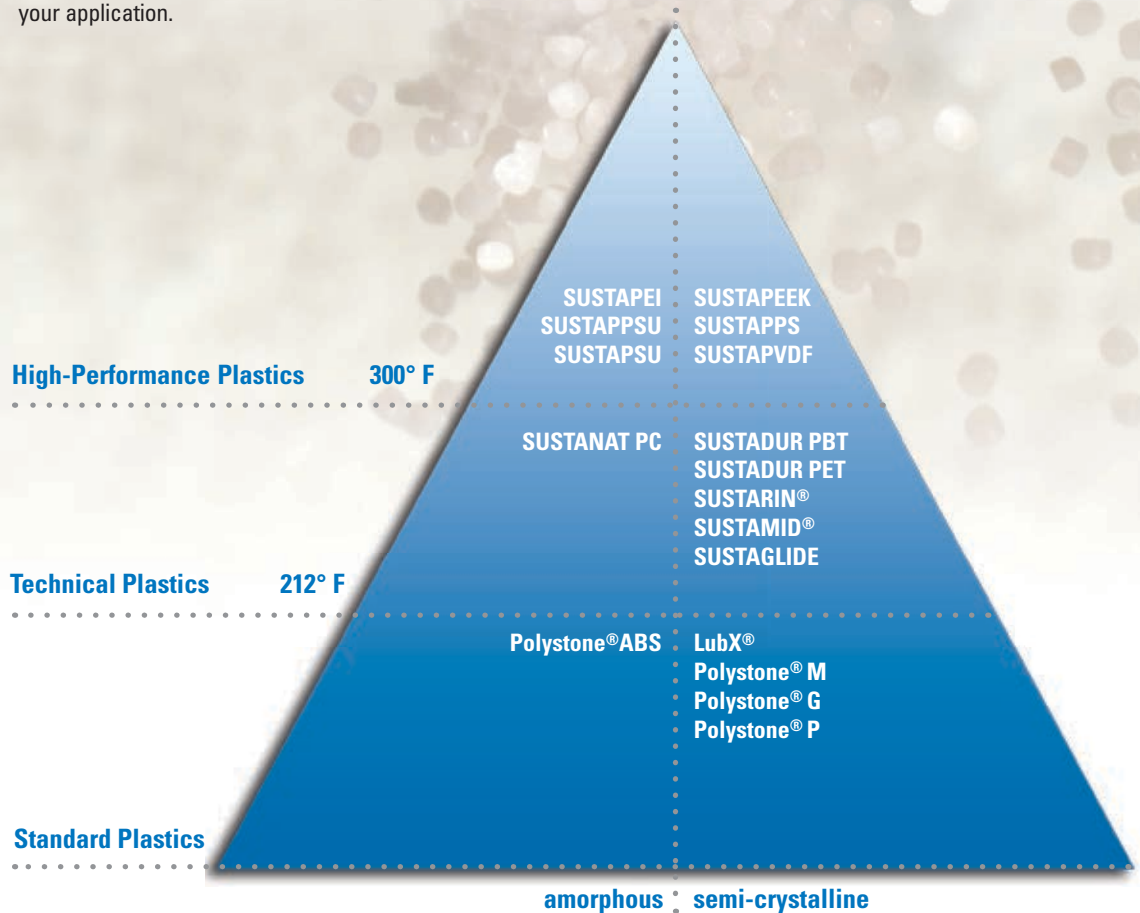 your application.
SUSTAPEI SUSTAPEEK
SUSTAPPSU SUSTAPPS
SUSTAPSU SUSTAPVDF
High-Performance Plastics 300° F
SUSTANAT PC SUSTADUR PBT
SUSTADUR PET
SUSTARIN®
SUSTAMID®
SUSTAGLIDE
Technical Plastics 212° F
Polystone®ABS LubX®
Polystone® M
Polystone® G
Polystone® P
Standard Plastics
amorphous semi-crystalline